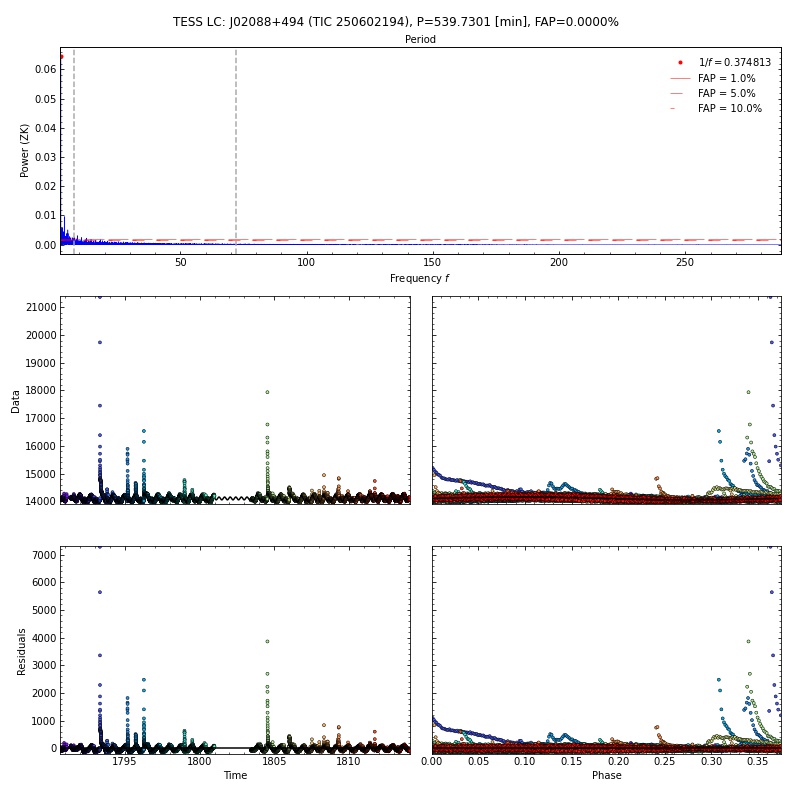 TESS LC: J02088+494 (TIC 250602194), P=539.7301 [min], FAP=0.0000%
Period
1/f = 0.374813
FAP = 1.0%
FAP = 5.0%
FAP = 10.0%
Power (ZK)
0.06
0.05
0.04
0.03
0.02
0.01
0.00
50 100 150 200 250
Frequency f
Data
21000
20000
19000
18000
17000
16000
15000
14000
Residuals
7000
6000
5000
4000
3000
2000
1000
0
1795 1800 1805 1810
Time
0.00 0.05 0.10 0.15 0.20 0.25 0.30 0.35
Phase